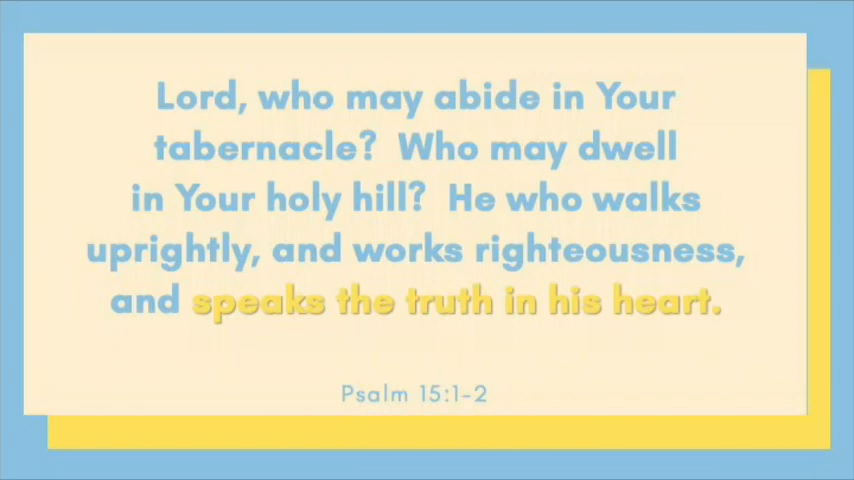 Lord, who may abide in Your
tabernacle? Who may dwell
in Your holy hill? He who walks
uprightly, and works righteousness,
and speaks the truth in his heart.
Psalm 15:1-2